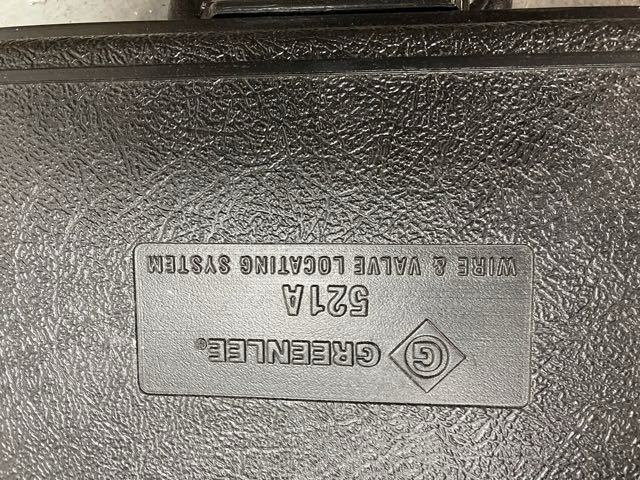 G GREENLEE®
521A
WIRE & VALVE LOCATING SYSTEM